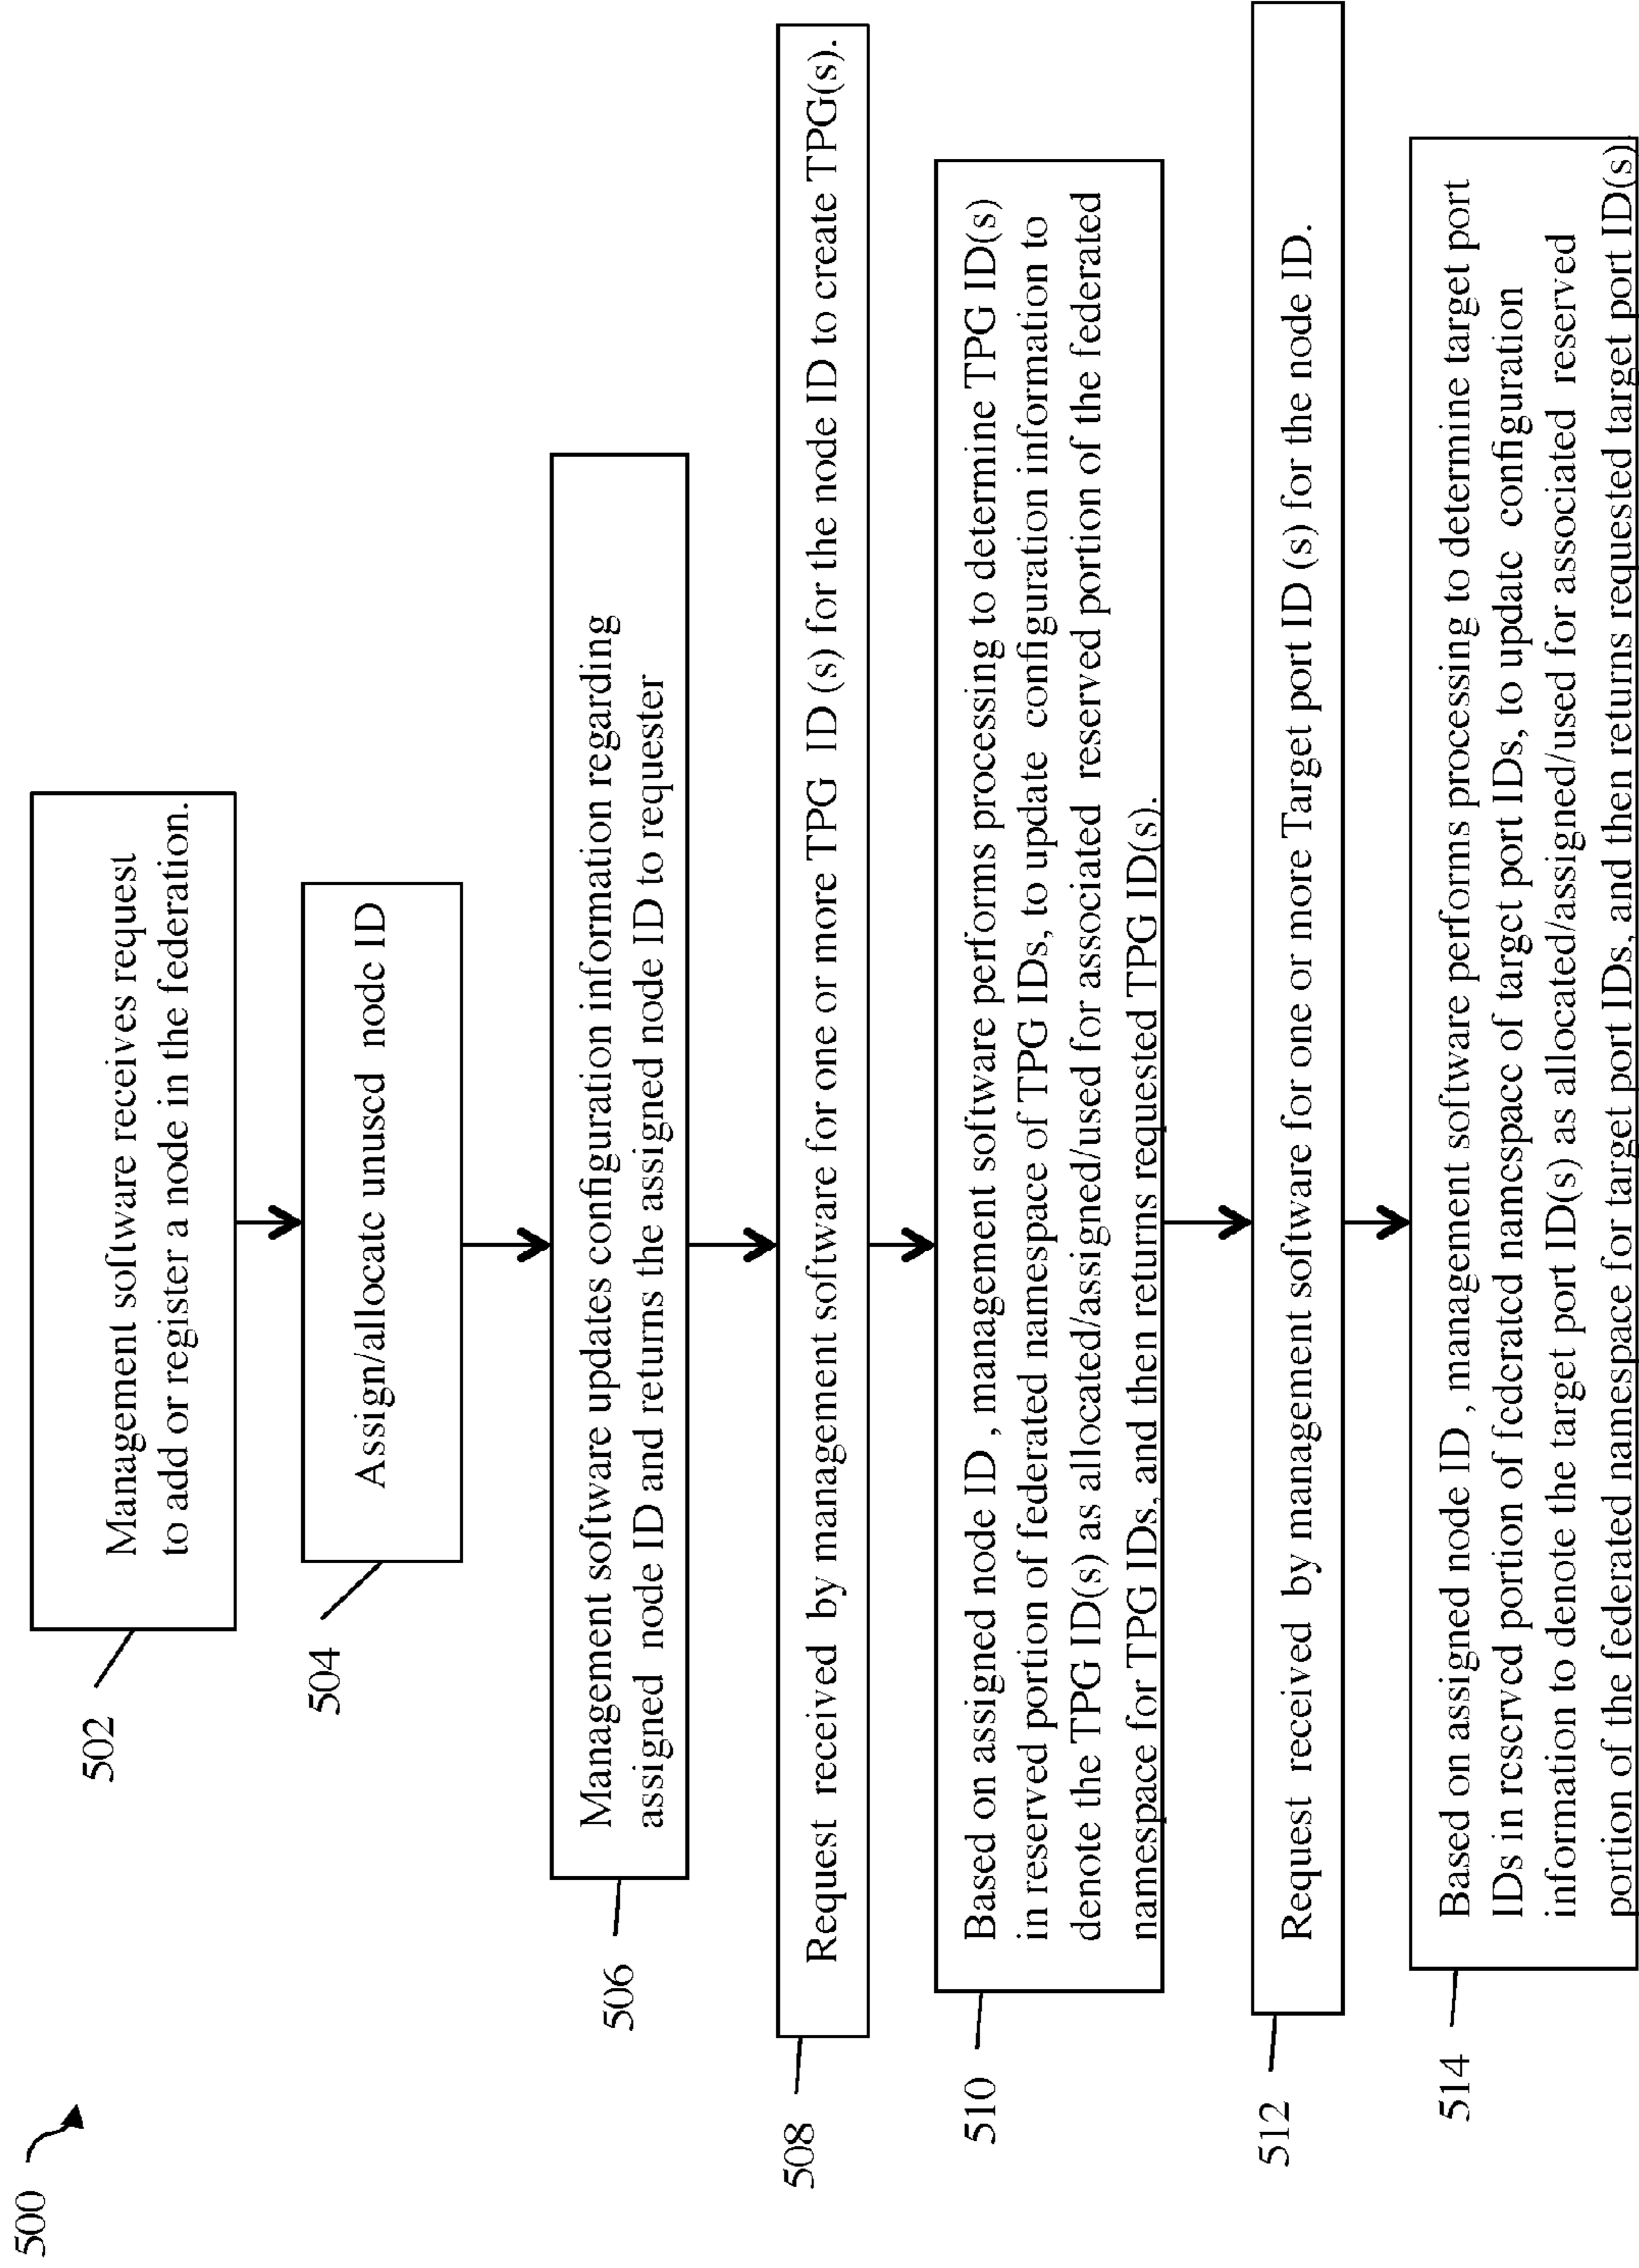 500
502
Management software receives request
to add or register a node in the federation.
504
Assign/allocate unused node ID
506
Management software updates configuration information regarding
assigned node ID and returns the assigned node ID to requester
508
Request received by management software for one or more TPG ID (s) for the node ID to create TPG(s).
510
Based on assigned node ID , management software performs processing to determine TPG ID(s)
in reserved portion of federated namespace of TPG IDs, to update configuration information to
denote the TPG ID(s) as allocated/assigned/used for associated reserved portion of the federated
namespace for TPG IDs, and then returns requested TPG ID(s).
512
Request received by management software for one or more Target port ID (s) for the node ID.
514
Based on assigned node ID , management software performs processing to determine target port
IDs in reserved portion of federated namespace of target port IDs, to update configuration
information to denote the target port ID(s) as allocated/assigned/used for associated reserved
portion of the federated namespace for target port IDs, and then returns requested target port ID(s).